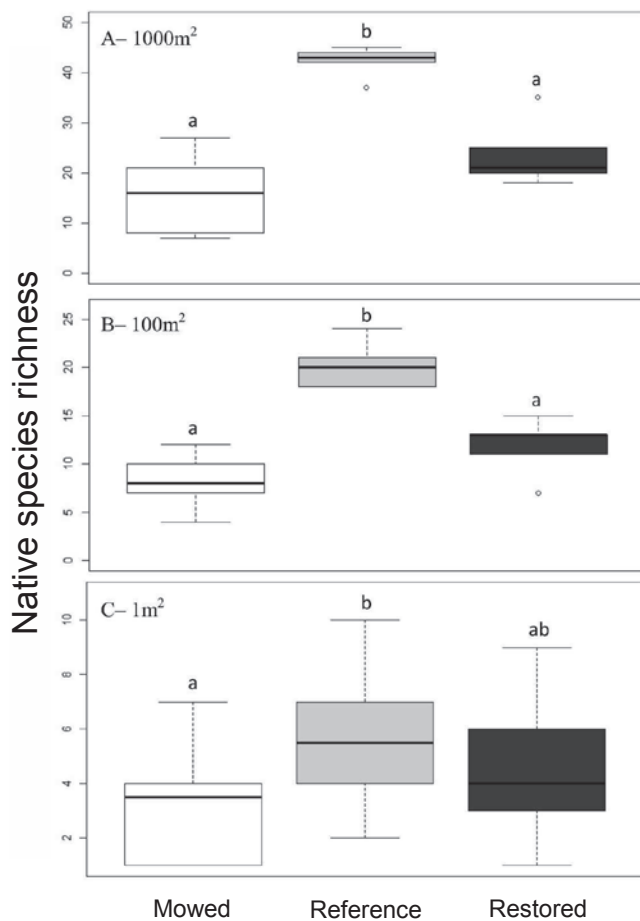 Native species richness
A– 1000m²
50
40
30
20
10
0
a
b
a
B– 100m²
25
20
15
10
5
0
a
b
a
C– 1m²
10
8
6
4
2
a
b
ab
Mowed Reference Restored